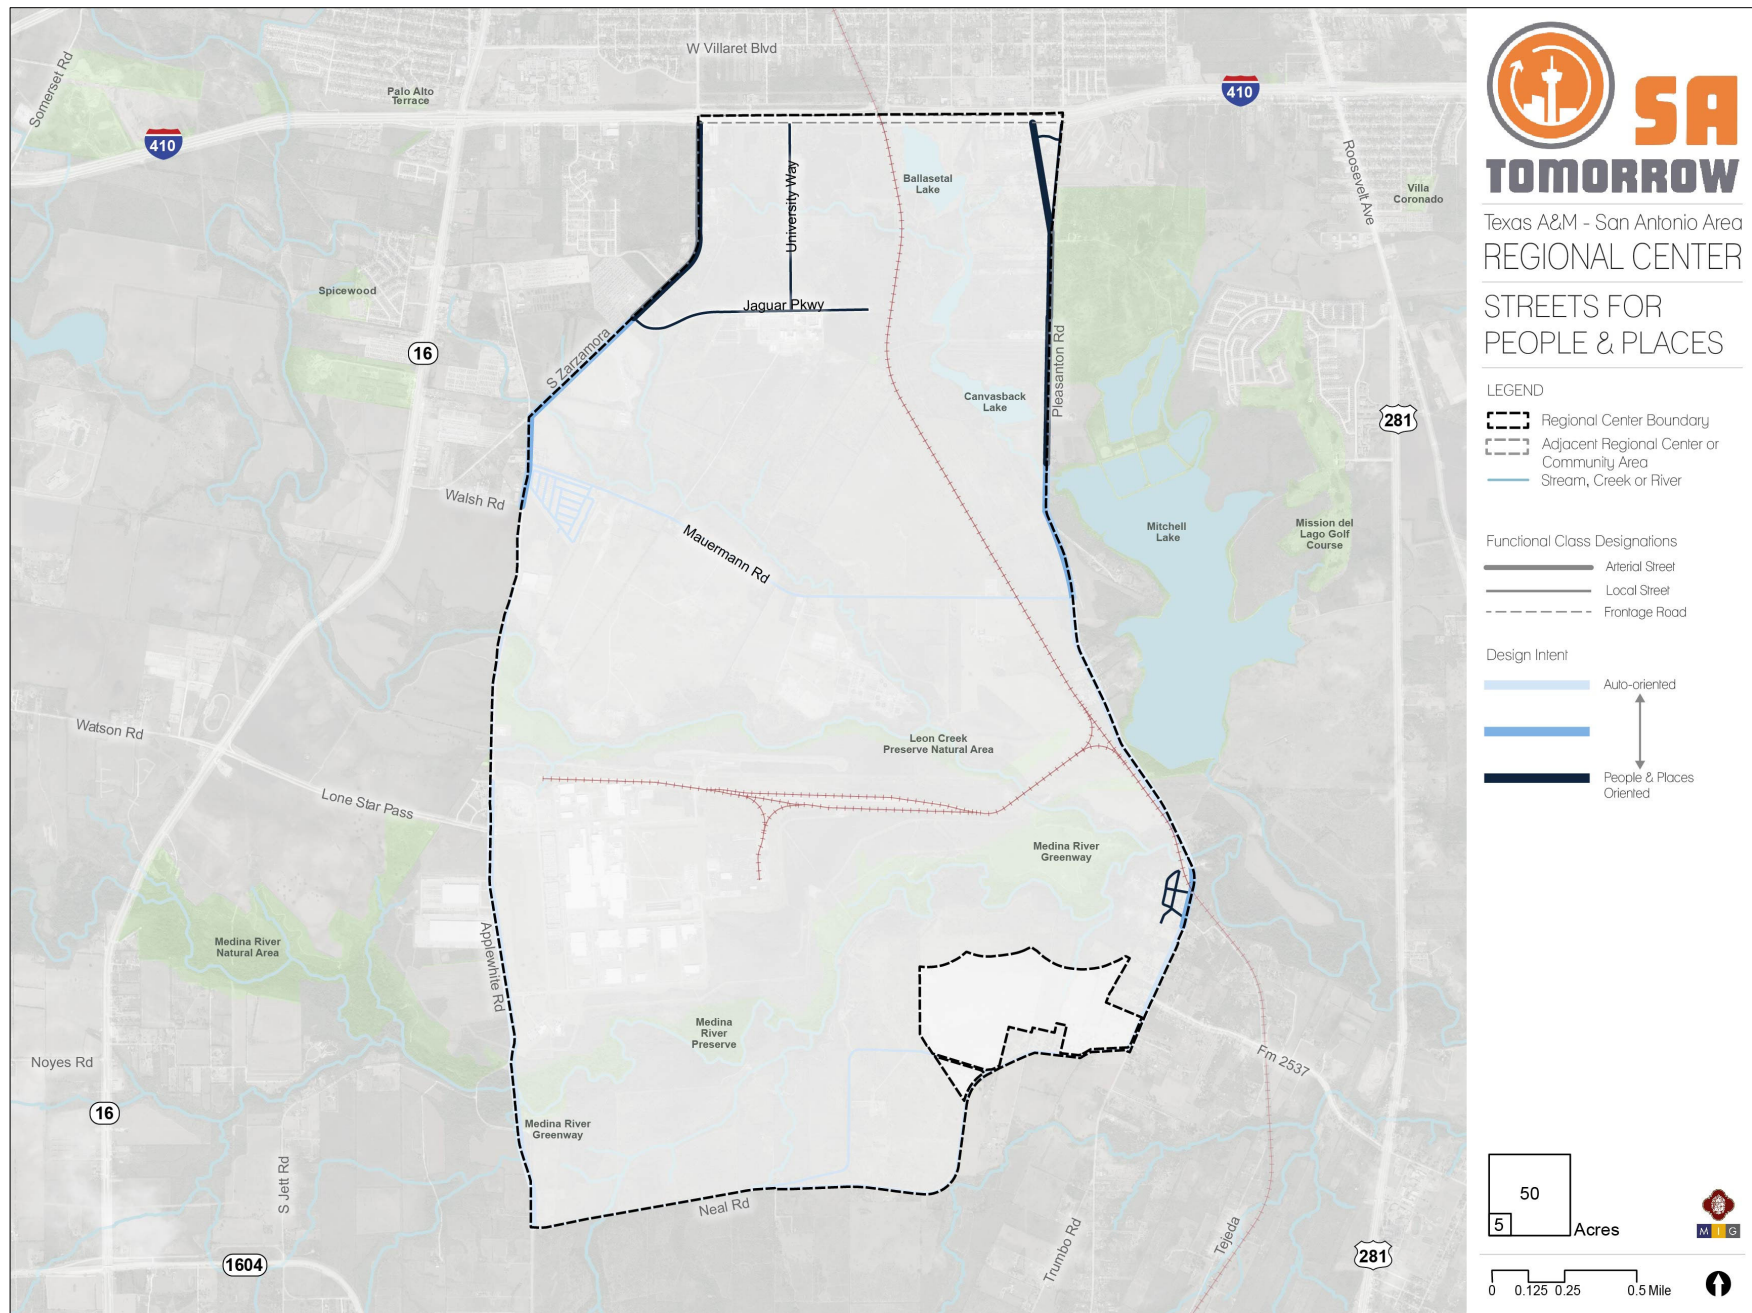 W Villaret Blvd
Somerset Rd
Palo Alto
Terrace
410
410
University Way
Ballasetal
Lake
Roosevelt Ave
Villa
Coronado
Spicewood
Jaguar Pkwy
16
S Zarzamora
Pleasanton Rd
Canvasback
Lake
281
Walsh Rd
Mauermann Rd
Mitchell
Lake
Mission del
Lago Golf
Course
Watson Rd
Leon Creek
Preserve Natural Area
Lone Star Pass
Medina River
Greenway
Medina River
Natural Area
Applewhite Rd
Medina
River
Preserve
Noyes Rd
Fm 2537
16
Medina River
Greenway
S Jett Rd
Neal Rd
Trumbo Rd
Tejeda
1604
281
SA
TOMORROW
Texas A&M - San Antonio Area
REGIONAL CENTER
STREETS FOR
PEOPLE & PLACES
LEGEND
Regional Center Boundary
Adjacent Regional Center or
Community Area
Stream, Creek or River
Functional Class Designations
Arterial Street
Local Street
Frontage Road
Design Intent
Auto-oriented
People & Places
Oriented
50
5
Acres
M I G
0 0.125 0.25 0.5 Mile